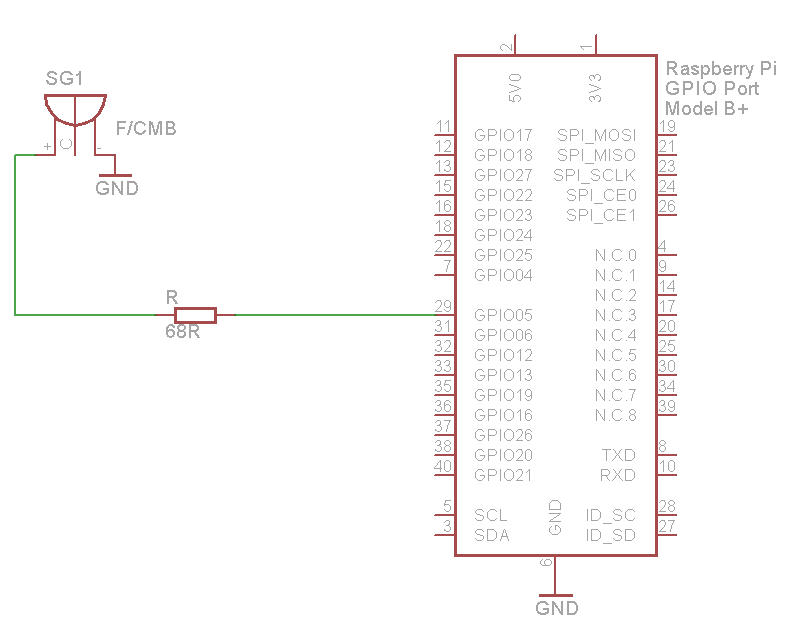 SG1
F/CMB
+
C
-
GND
R
68R
Raspberry Pi
GPIO Port
Model B+
2
1
5V0
3V3
11 GPIO17 SPI_MOSI 19
12 GPIO18 SPI_MISO 21
13 GPIO27 SPI_SCLK 23
15 GPIO22 SPI_CE0 24
16 GPIO23 SPI_CE1 26
18 GPIO24
22 GPIO25 N.C.0 4
7 GPIO04 N.C.1 9
N.C.2 14
29 GPIO05 N.C.3 17
31 GPIO06 N.C.4 20
32 GPIO12 N.C.5 25
33 GPIO13 N.C.6 30
35 GPIO19 N.C.7 34
36 GPIO16 N.C.8 39
37 GPIO26
38 GPIO20 TXD 8
40 GPIO21 RXD 10
5 SCL ID_SC 28
3 SDA ID_SD 27
GND
6
GND